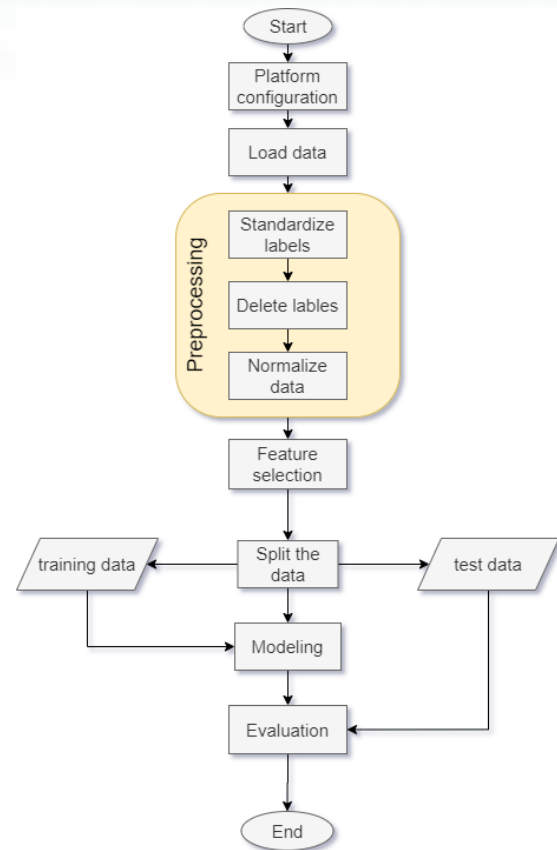 Start
Platform
configuration
Load data
Preprocessing
Standardize
labels
Delete lables
Normalize
data
Feature
selection
training data
Split the
data
test data
Modeling
Evaluation
End